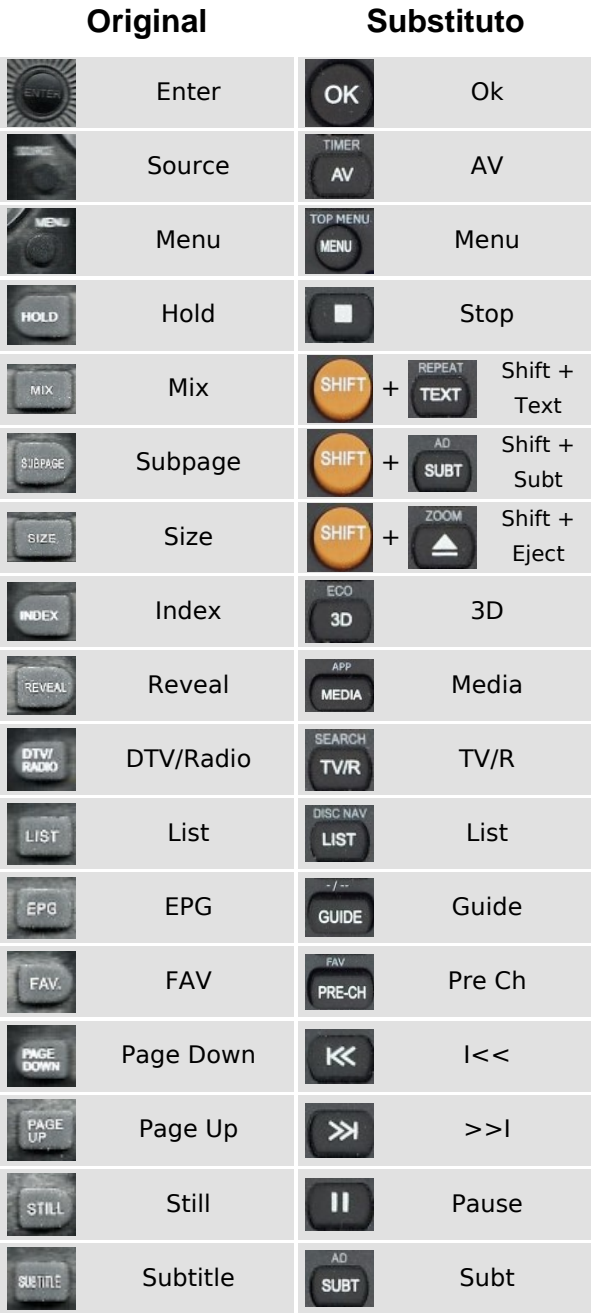 Original Substituto
ENTER Enter OK Ok
SOURCE Source TIMER AV AV
MENU Menu TOP MENU MENU Menu
HOLD Hold Stop
MIX Mix SHIFT + REPEAT TEXT Shift + Text
SUBPAGE Subpage SHIFT + AD SUBT Shift + Subt
SIZE Size SHIFT + ZOOM Shift + Eject
INDEX Index ECO 3D 3D
REVEAL Reveal APP MEDIA Media
DTV/ RADIO DTV/Radio SEARCH TV/R TV/R
LIST List DISC NAV LIST List
EPG EPG - / -- GUIDE Guide
FAV. FAV FAV PRE-CH Pre Ch
PAGE DOWN Page Down I<<
PAGE UP Page Up >>I
STILL Still Pause
SUBTITLE Subtitle AD SUBT Subt